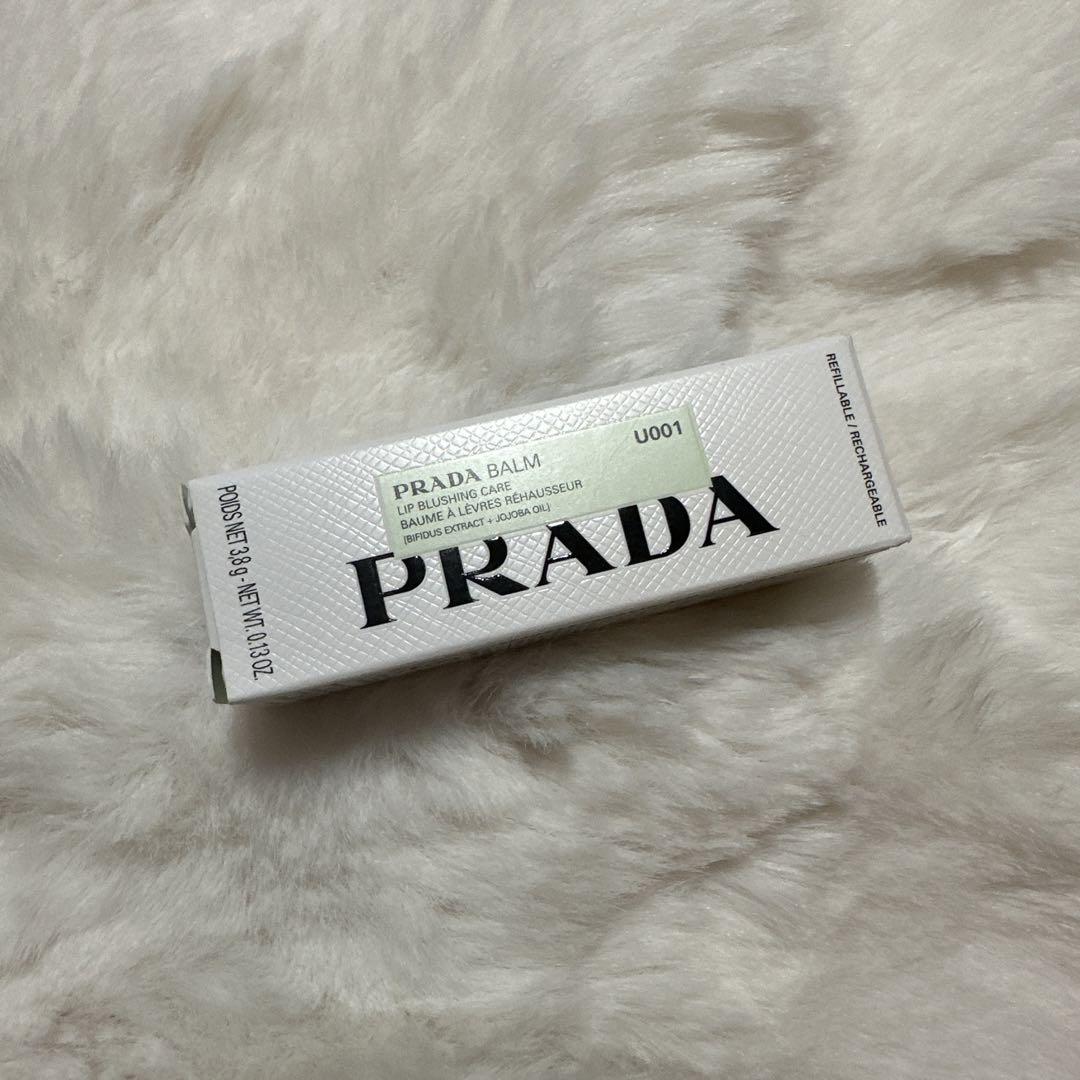 POIDS NET 3,8 g - NET WT. 0.13 OZ.
PRADA BALM
U001
LIP BLUSHING CARE
BAUME À LÈVRES RÉHAUSSEUR
[BIFIDUS EXTRACT + JOJOBA OIL]
PRADA
REFILLABLE / RECHARGEABLE